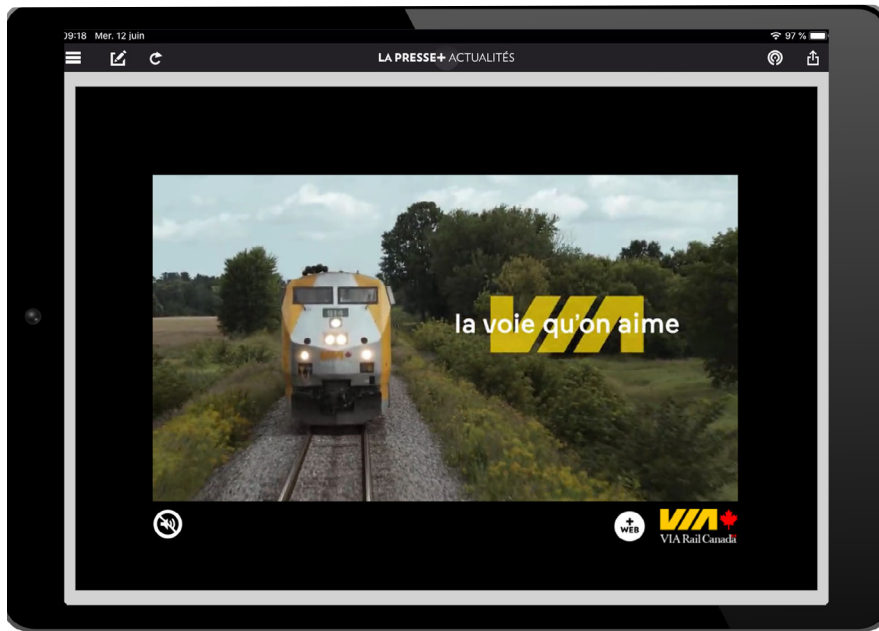 09:18 Mer. 12 juin
97 %
LA PRESSE+ ACTUALITÉS
914
VIA
la voie qu'on aime
+
WEB
VIA
VIA Rail Canada